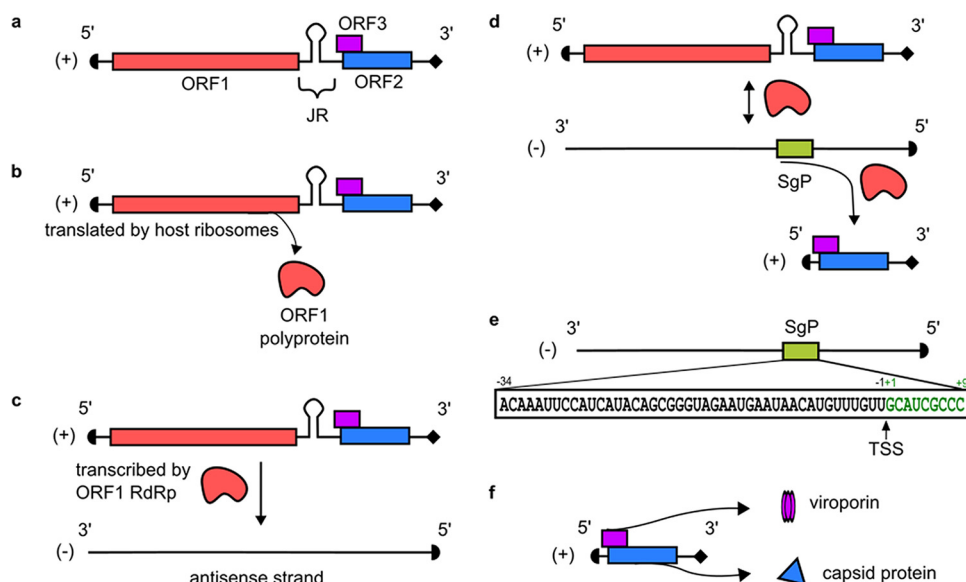 a
5'
ORF3
3'
(+)
ORF1
ORF2
JR
b
5'
3'
(+)
translated by host ribosomes
ORF1
polyprotein
c
5'
3'
(+)
transcribed by
ORF1 RdRp
3'
5'
(-)
antisense strand
d
5'
3'
(+)
3'
5'
(-)
SgP
5'
3'
(+)
e
3'
SgP
5'
(-)
-34
-1+1
+9
ACAAAUUCCAUCAUACAGCGGGUAGAAUGAAUAACAUGUUUGUUGCAUCGCCC
TSS
f
5'
3'
viroporin
(+)
capsid protein